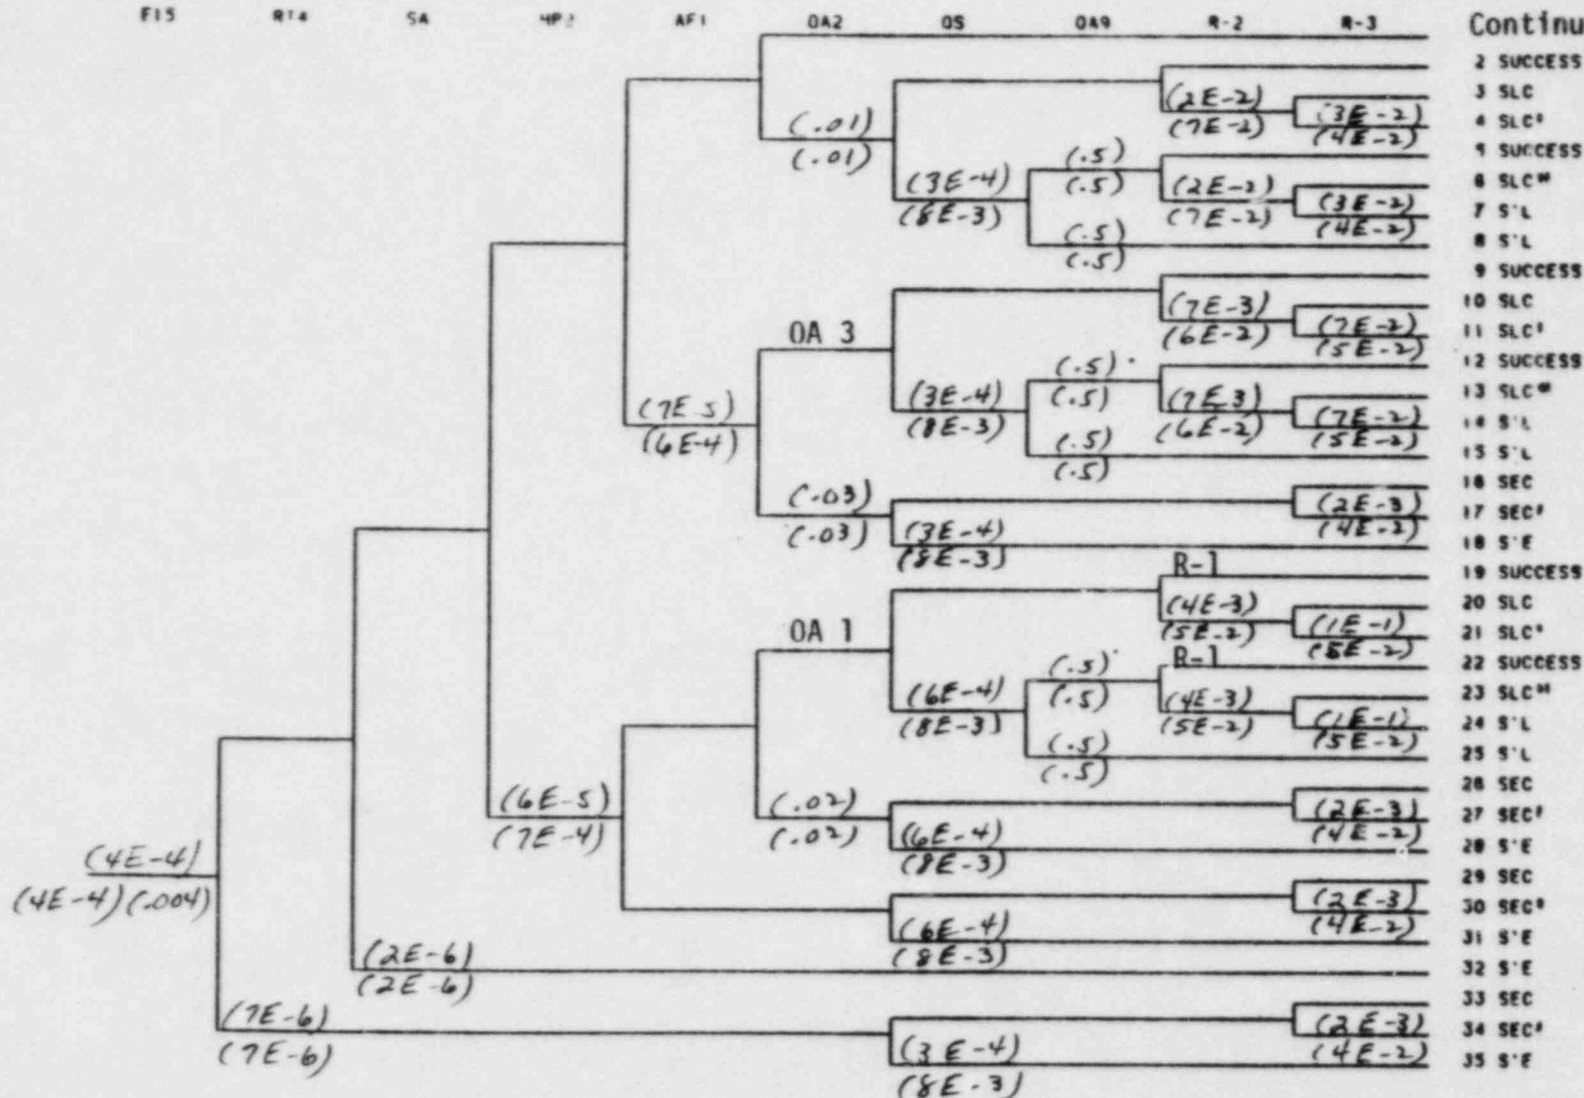 RT4 SA AF1 OA2 OS OA9 R-2 R-3 Continu
2 SUCCESS
(2E-2) 3 SLC
(.01) (3E-2) 4 SLC'
(7E-2) (4E-2)
(.01) (.5) 5 SUCCESS
(3E-4) (.5) (2E-2) 6 SLC"
(8E-3) (7E-2) (3E-2) 7 S'L
(.5) (4E-2) 8 S'L
(.5)
9 SUCCESS
(7E-3) 10 SLC
OA 3 (6E-2) (7E-2) 11 SLC'
(5E-2)
(.5) 12 SUCCESS
(7E-5) (3E-4) (.5) (7E-3) 13 SLC"
(6E-4) (8E-3) (6E-2) (7E-2) 14 S'L
(.5) (5E-2) 15 S'L
(.5)
(.03) 16 SEC
(2E-3) 17 SEC'
(.03) (3E-4) (4E-2) 18 S'E
(8E-3)
R-1 19 SUCCESS
(4E-3) 20 SLC
OA 1 (5E-2) (1E-1) 21 SLC'
(5E-2)
(.5) R-1 22 SUCCESS
(6E-4) (.5) (4E-3) 23 SLC"
(8E-3) (5E-2) (1E-1) 24 S'L
(.5) (5E-2) 25 S'L
(.5)
(6E-5) (.02) 26 SEC
(7E-4) (.02) (6E-4) (2E-3) 27 SEC'
(4E-2) 28 S'E
(8E-3)
(4E-4) 29 SEC
(4E-4)(.004) (2E-3) 30 SEC'
(6E-4) (4E-2) 31 S'E
(2E-6) (8E-3)
(2E-6) 32 S'E
33 SEC
(7E-6) (2E-3) 34 SEC'
(7E-6) (3E-4) (4E-2) 35 S'E
(8E-3)